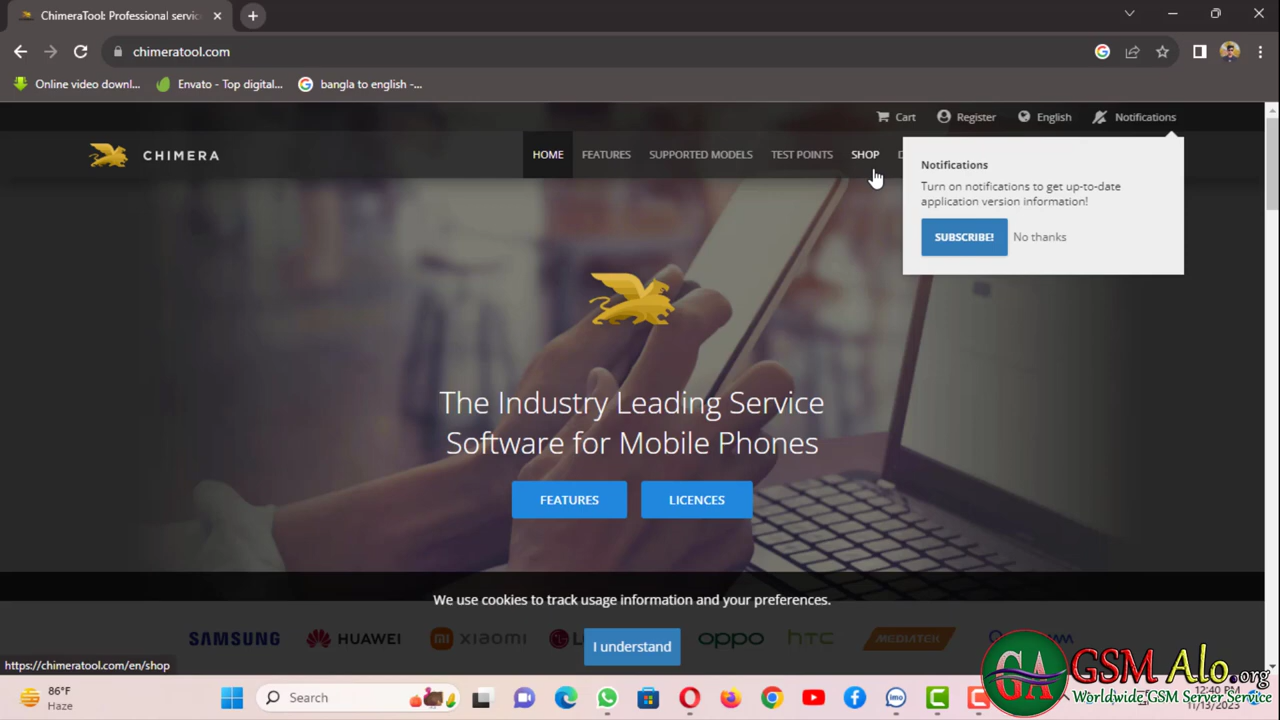 ChimeraTool: Professional servic
chimeratool.com
Online video downl...
Envato - Top digital...
bangla to english -...
Cart
Register
English
Notifications
CHIMERA
HOME
FEATURES
SUPPORTED MODELS
TEST POINTS
SHOP
Notifications
Turn on notifications to get up-to-date
application version information!
SUBSCRIBE!
No thanks
The Industry Leading Service
Software for Mobile Phones
FEATURES
LICENCES
We use cookies to track usage information and your preferences.
SAMSUNG
HUAWEI
xiaomi
oppo
hTC
MEDIATEK
I understand
https://chimeratool.com/en/shop
GA
GSM Alo.org
Worldwide GSM Server Service
86°F
Haze
Search
12:40 PM
11/13/2023